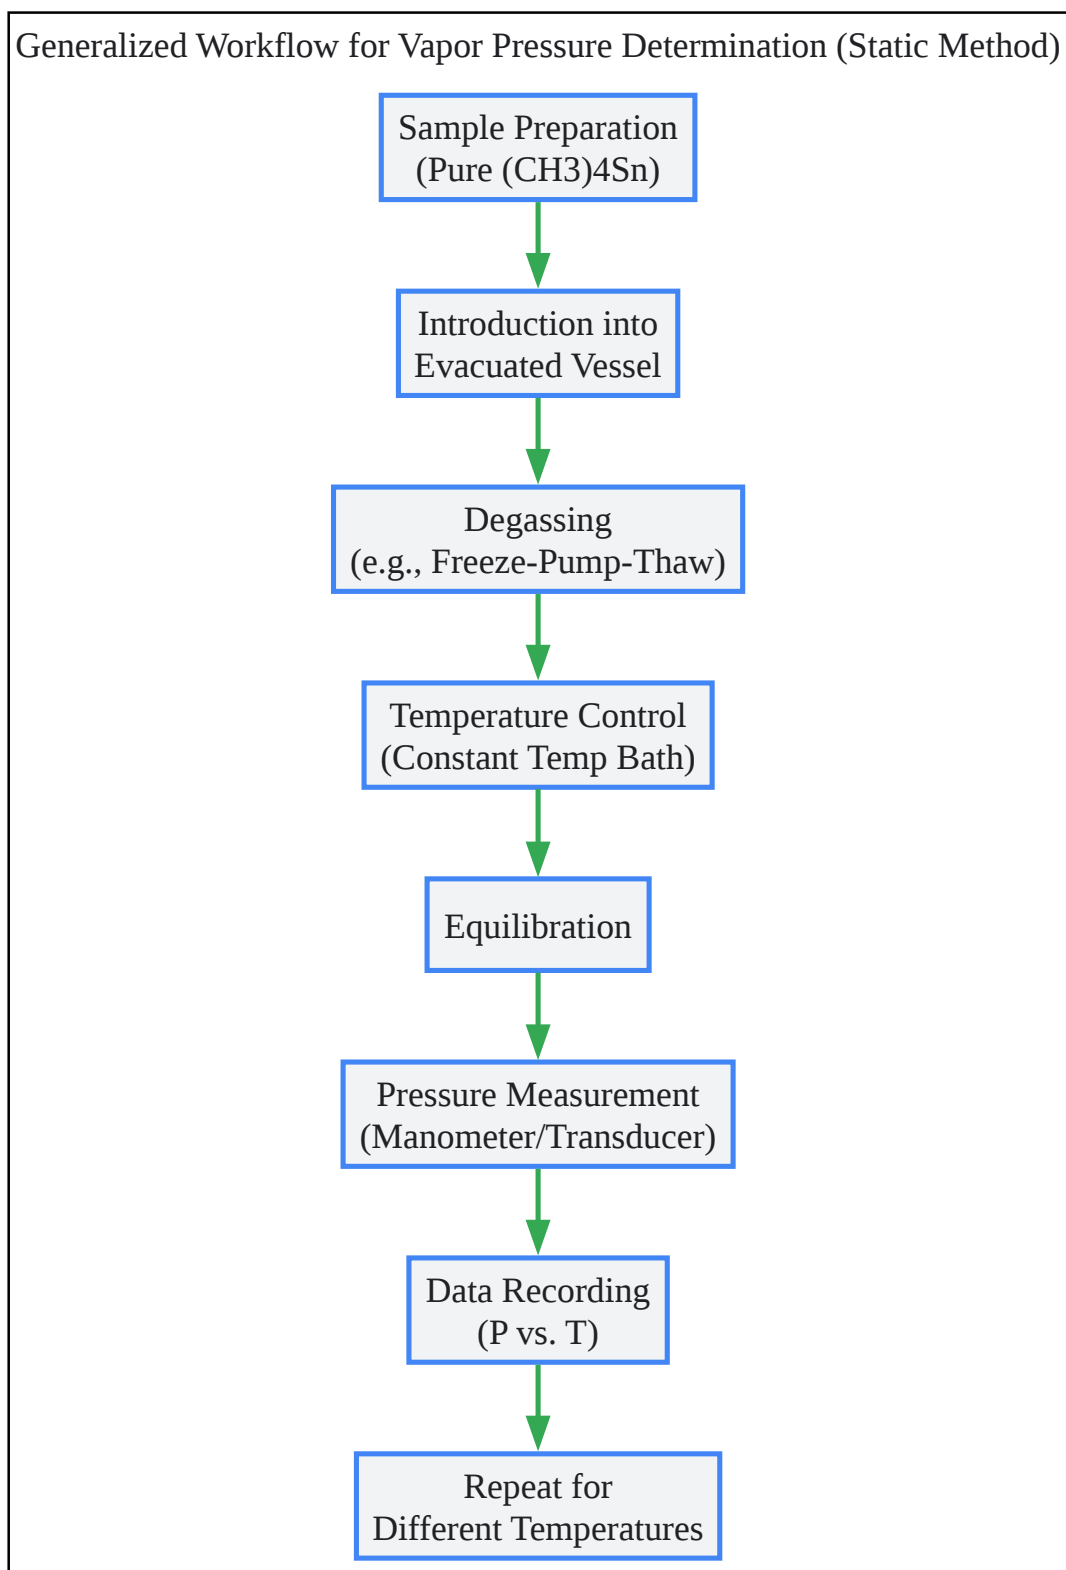 Generalized Workflow for Vapor Pressure Determination (Static Method)
Sample Preparation
(Pure (CH3)4Sn)
Introduction into
Evacuated Vessel
Degassing
(e.g., Freeze-Pump-Thaw)
Temperature Control
(Constant Temp Bath)
Equilibration
Pressure Measurement
(Manometer/Transducer)
Data Recording
(P vs. T)
Repeat for
Different Temperatures